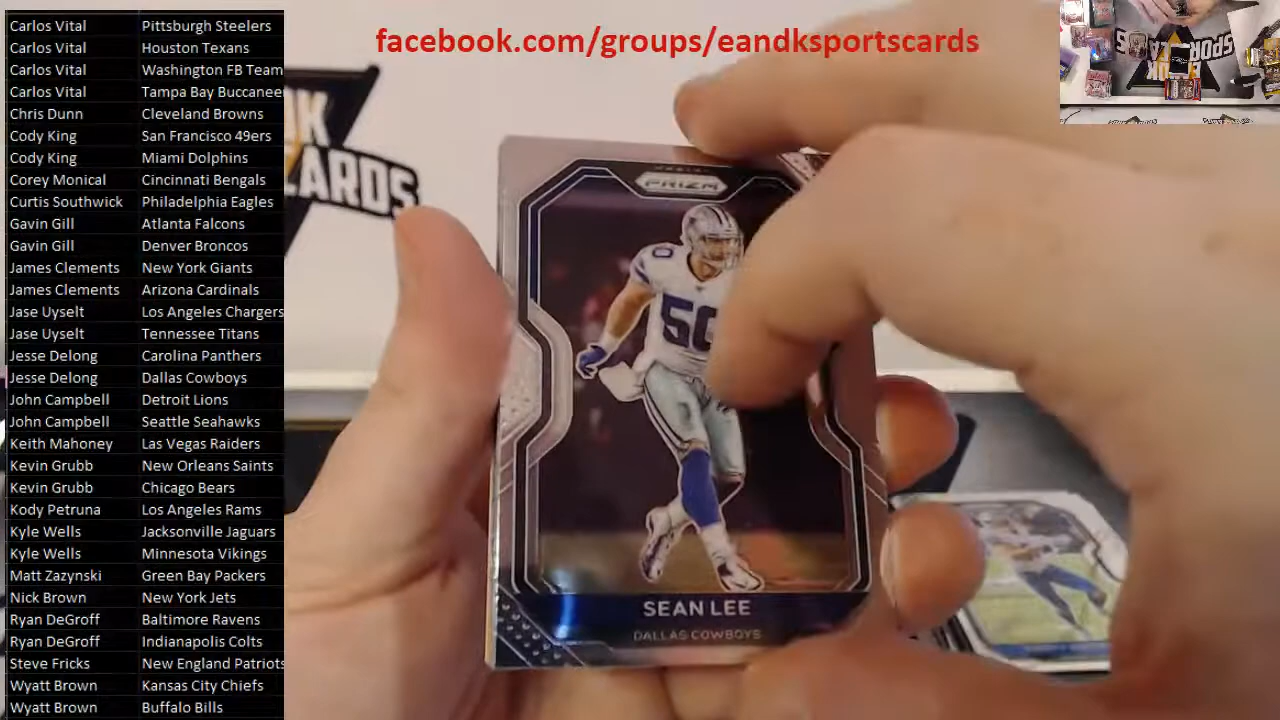 Carlos Vital Pittsburgh Steelers
Carlos Vital Houston Texans
Carlos Vital Washington FB Team
Carlos Vital Tampa Bay Buccanee
Chris Dunn Cleveland Browns
Cody King San Francisco 49ers
Cody King Miami Dolphins
Corey Monical Cincinnati Bengals
Curtis Southwick Philadelphia Eagles
Gavin Gill Atlanta Falcons
Gavin Gill Denver Broncos
James Clements New York Giants
James Clements Arizona Cardinals
Jase Uyselt Los Angeles Chargers
Jase Uyselt Tennessee Titans
Jesse Delong Carolina Panthers
Jesse Delong Dallas Cowboys
John Campbell Detroit Lions
John Campbell Seattle Seahawks
Keith Mahoney Las Vegas Raiders
Kevin Grubb New Orleans Saints
Kevin Grubb Chicago Bears
Kody Petruna Los Angeles Rams
Kyle Wells Jacksonville Jaguars
Kyle Wells Minnesota Vikings
Matt Zazynski Green Bay Packers
Nick Brown New York Jets
Ryan DeGroff Baltimore Ravens
Ryan DeGroff Indianapolis Colts
Steve Fricks New England Patriots
Wyatt Brown Kansas City Chiefs
Wyatt Brown Buffalo Bills
facebook.com/groups/eandksportscards
PRIZM
50
SEAN LEE
DALLAS COWBOYS